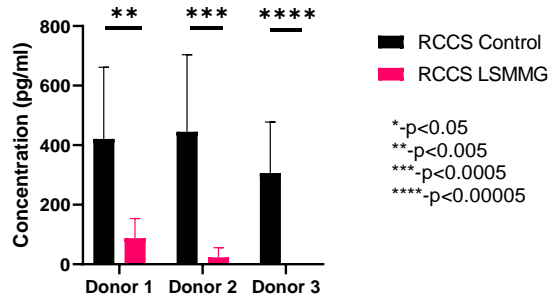 ** *** ****
800
600
400
200
0
Concentration (pg/ml)
Donor 1 Donor 2 Donor 3
RCCS Control
RCCS LSMMG
*-p<0.05
**-p<0.005
***-p<0.0005
****-p<0.00005